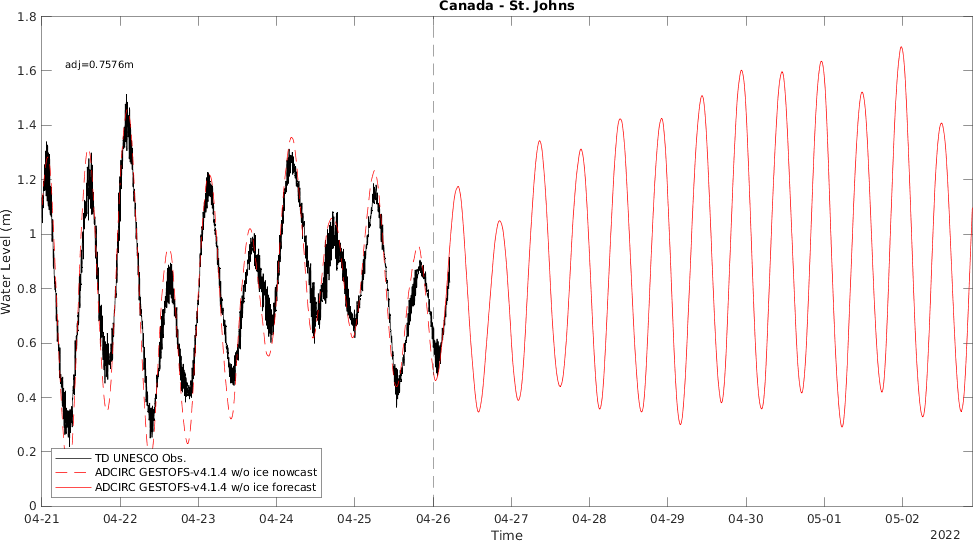 Canada - St. Johns
1.8
1.6
1.4
1.2
1
0.8
0.6
0.4
0.2
0
Water Level (m)
adj=0.7576m
TD UNESCO Obs.
ADCIRC GESTOFS-v4.1.4 w/o ice nowcast
ADCIRC GESTOFS-v4.1.4 w/o ice forecast
04-21 04-22 04-23 04-24 04-25 04-26 04-27 04-28 04-29 04-30 05-01 05-02
Time
2022